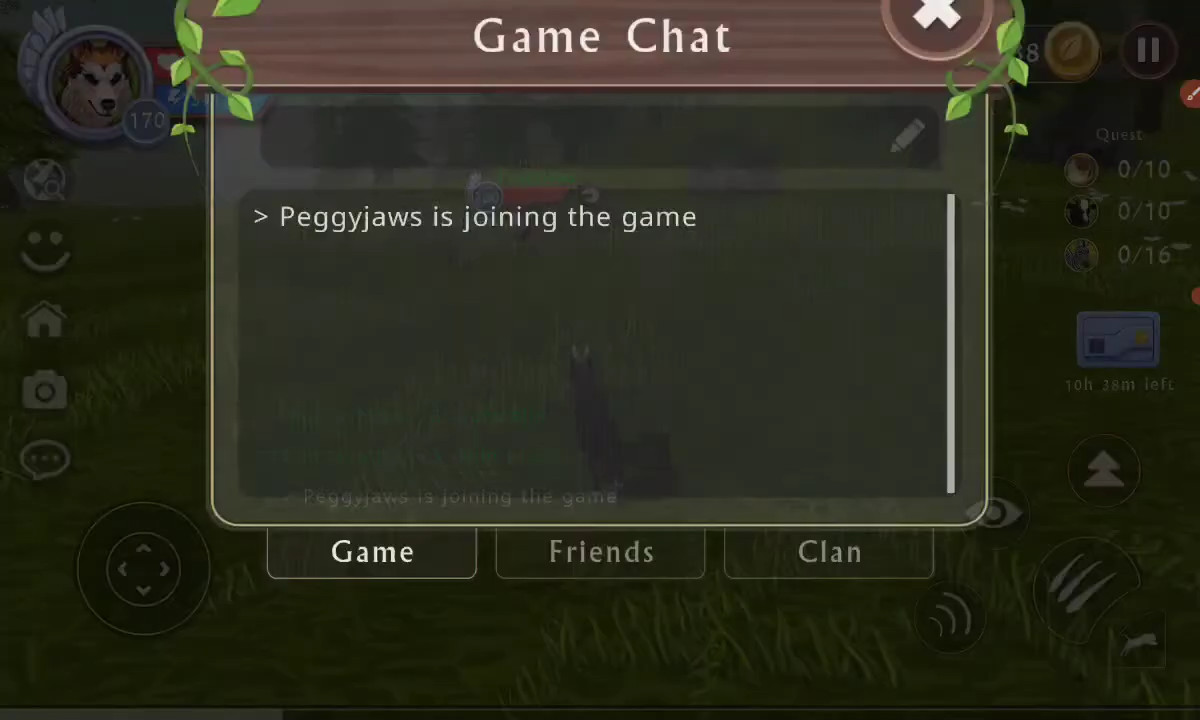 Game Chat
170
Quest
0/10
0/10
0/16
> Peggyjaws is joining the game
10h 38m left
Peggyjaws is joining the game
Game
Friends
Clan